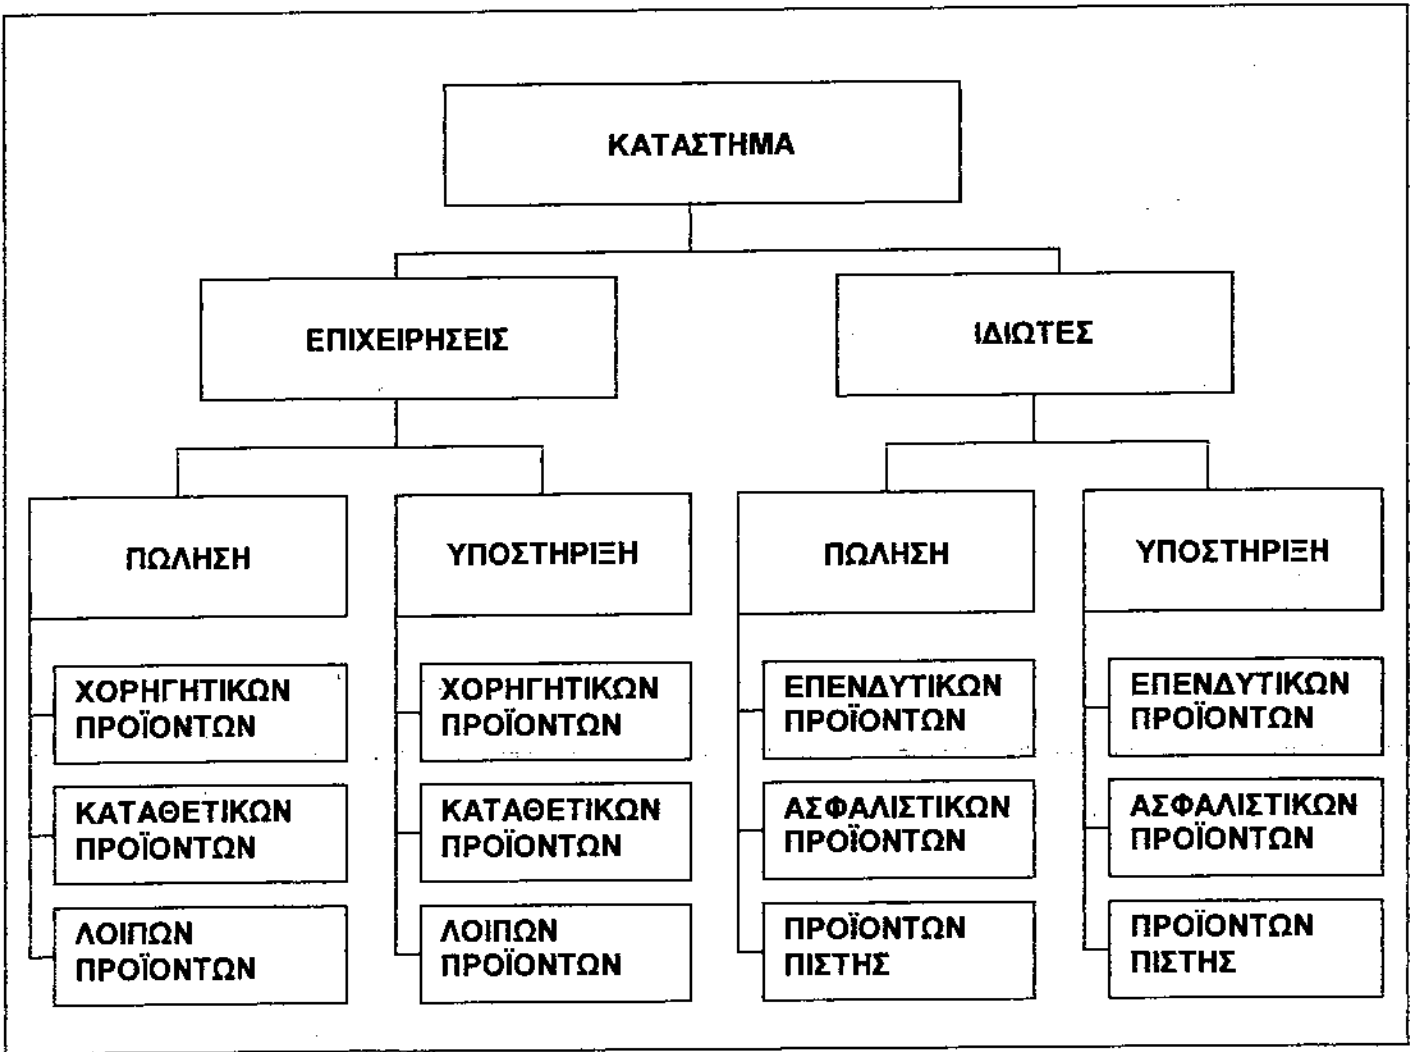 ΚΑΤΑΣΤΗΜΑ
ΕΠΙΧΕΙΡΗΣΕΙΣ
ΙΔΙΩΤΕΣ
ΠΩΛΗΣΗ
ΥΠΟΣΤΗΡΙΞΗ
ΠΩΛΗΣΗ
ΥΠΟΣΤΗΡΙΞΗ
ΧΟΡΗΓΗΤΙΚΩΝ
ΠΡΟΪΟΝΤΩΝ
ΚΑΤΑΘΕΤΙΚΩΝ
ΠΡΟΪΟΝΤΩΝ
ΛΟΙΠΩΝ
ΠΡΟΪΟΝΤΩΝ
ΧΟΡΗΓΗΤΙΚΩΝ
ΠΡΟΪΟΝΤΩΝ
ΚΑΤΑΘΕΤΙΚΩΝ
ΠΡΟΪΟΝΤΩΝ
ΛΟΙΠΩΝ
ΠΡΟΪΟΝΤΩΝ
ΕΠΕΝΔΥΤΙΚΩΝ
ΠΡΟΪΟΝΤΩΝ
ΑΣΦΑΛΙΣΤΙΚΩΝ
ΠΡΟΪΟΝΤΩΝ
ΠΡΟΪΟΝΤΩΝ
ΠΙΣΤΗΣ
ΕΠΕΝΔΥΤΙΚΩΝ
ΠΡΟΪΟΝΤΩΝ
ΑΣΦΑΛΙΣΤΙΚΩΝ
ΠΡΟΪΟΝΤΩΝ
ΠΡΟΪΟΝΤΩΝ
ΠΙΣΤΗΣ